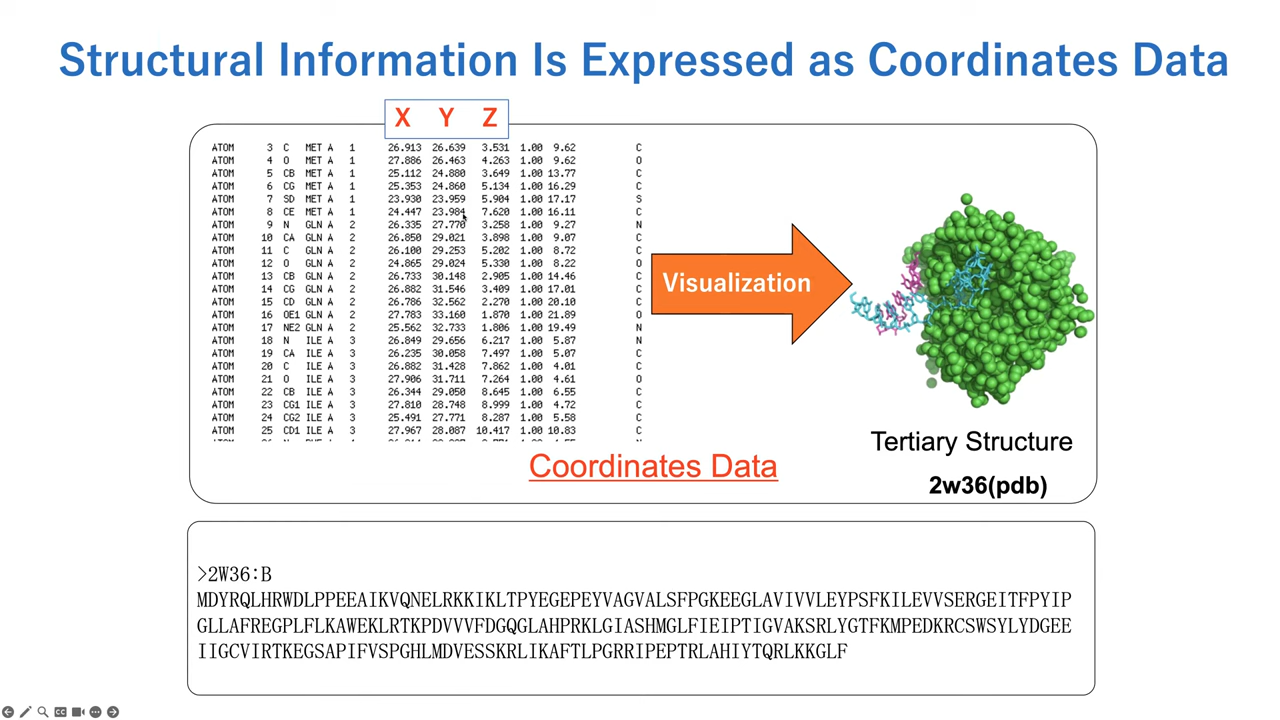 Structural Information Is Expressed as Coordinates Data
X Y Z
ATOM 3 C MET A 1 26.913 26.639 3.531 1.00 9.62 C
ATOM 4 O MET A 1 27.886 26.463 4.263 1.00 9.62 O
ATOM 5 CB MET A 1 25.112 24.880 3.649 1.00 13.77 C
ATOM 6 CG MET A 1 25.353 24.860 5.134 1.00 16.29 C
ATOM 7 SD MET A 1 23.930 23.959 5.904 1.00 17.17 S
ATOM 8 CE MET A 1 24.447 23.984 7.620 1.00 16.11 C
ATOM 9 N GLN A 2 26.335 27.770 3.258 1.00 9.27 N
ATOM 10 CA GLN A 2 26.850 29.021 3.898 1.00 9.07 C
ATOM 11 C GLN A 2 26.100 29.253 5.202 1.00 8.72 C
ATOM 12 O GLN A 2 24.865 29.024 5.330 1.00 8.22 O
ATOM 13 CB GLN A 2 26.733 30.148 2.905 1.00 14.46 C
ATOM 14 CG GLN A 2 26.882 31.546 3.409 1.00 17.01 C
ATOM 15 CD GLN A 2 26.786 32.562 2.270 1.00 20.10 C
ATOM 16 OE1 GLN A 2 27.783 33.160 1.870 1.00 21.89 O
ATOM 17 NE2 GLN A 2 25.562 32.733 1.806 1.00 19.49 N
ATOM 18 N ILE A 3 26.849 29.656 6.217 1.00 5.87 N
ATOM 19 CA ILE A 3 26.235 30.058 7.497 1.00 5.07 C
ATOM 20 C ILE A 3 26.882 31.428 7.862 1.00 4.01 C
ATOM 21 O ILE A 3 27.906 31.711 7.264 1.00 4.61 O
ATOM 22 CB ILE A 3 26.344 29.050 8.645 1.00 6.55 C
ATOM 23 CG1 ILE A 3 27.810 28.748 8.999 1.00 4.72 C
ATOM 24 CG2 ILE A 3 25.491 27.771 8.287 1.00 5.58 C
ATOM 25 CD1 ILE A 3 27.967 28.087 10.417 1.00 10.83 C
Visualization
Coordinates Data
Tertiary Structure
2w36(pdb)
>2W36:B
MDYRQLHRWDLPPEEAIKVQNELRKKIKLTPYEGEPEYVAGVALSFPGKEEGLAVIVVLEYPSFKILEVVSERGEITFPYIP
GLLAFREGPLFLKAWEKLRTKPDVVVFDGQGLAHPRKLGIASHMGLFIEIPTIGVAKSRLYGTFKMPEDKRCSWSYLYDGEE
IIGCVIRTKEGSAPIFVSPGHLMDVESSKRLIKAFTLPGRRIPEPTRLAHIYTQRLKKGLF